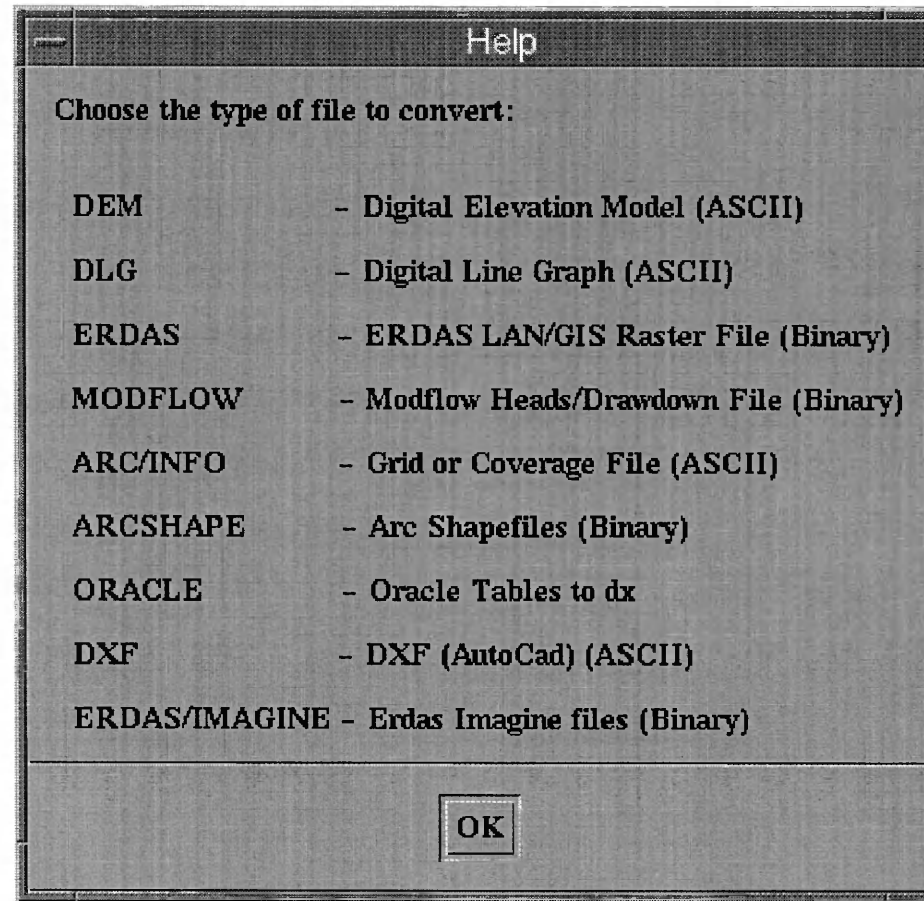 Help
Choose the type of file to convert:
DEM - Digital Elevation Model (ASCII)
DLG - Digital Line Graph (ASCII)
ERDAS - ERDAS LAN/GIS Raster File (Binary)
MODFLOW - Modflow Heads/Drawdown File (Binary)
ARC/INFO - Grid or Coverage File (ASCII)
ARCSHAPE - Arc Shapefiles (Binary)
ORACLE - Oracle Tables to dx
DXF - DXF (AutoCad) (ASCII)
ERDAS/IMAGINE - Erdas Imagine files (Binary)
OK